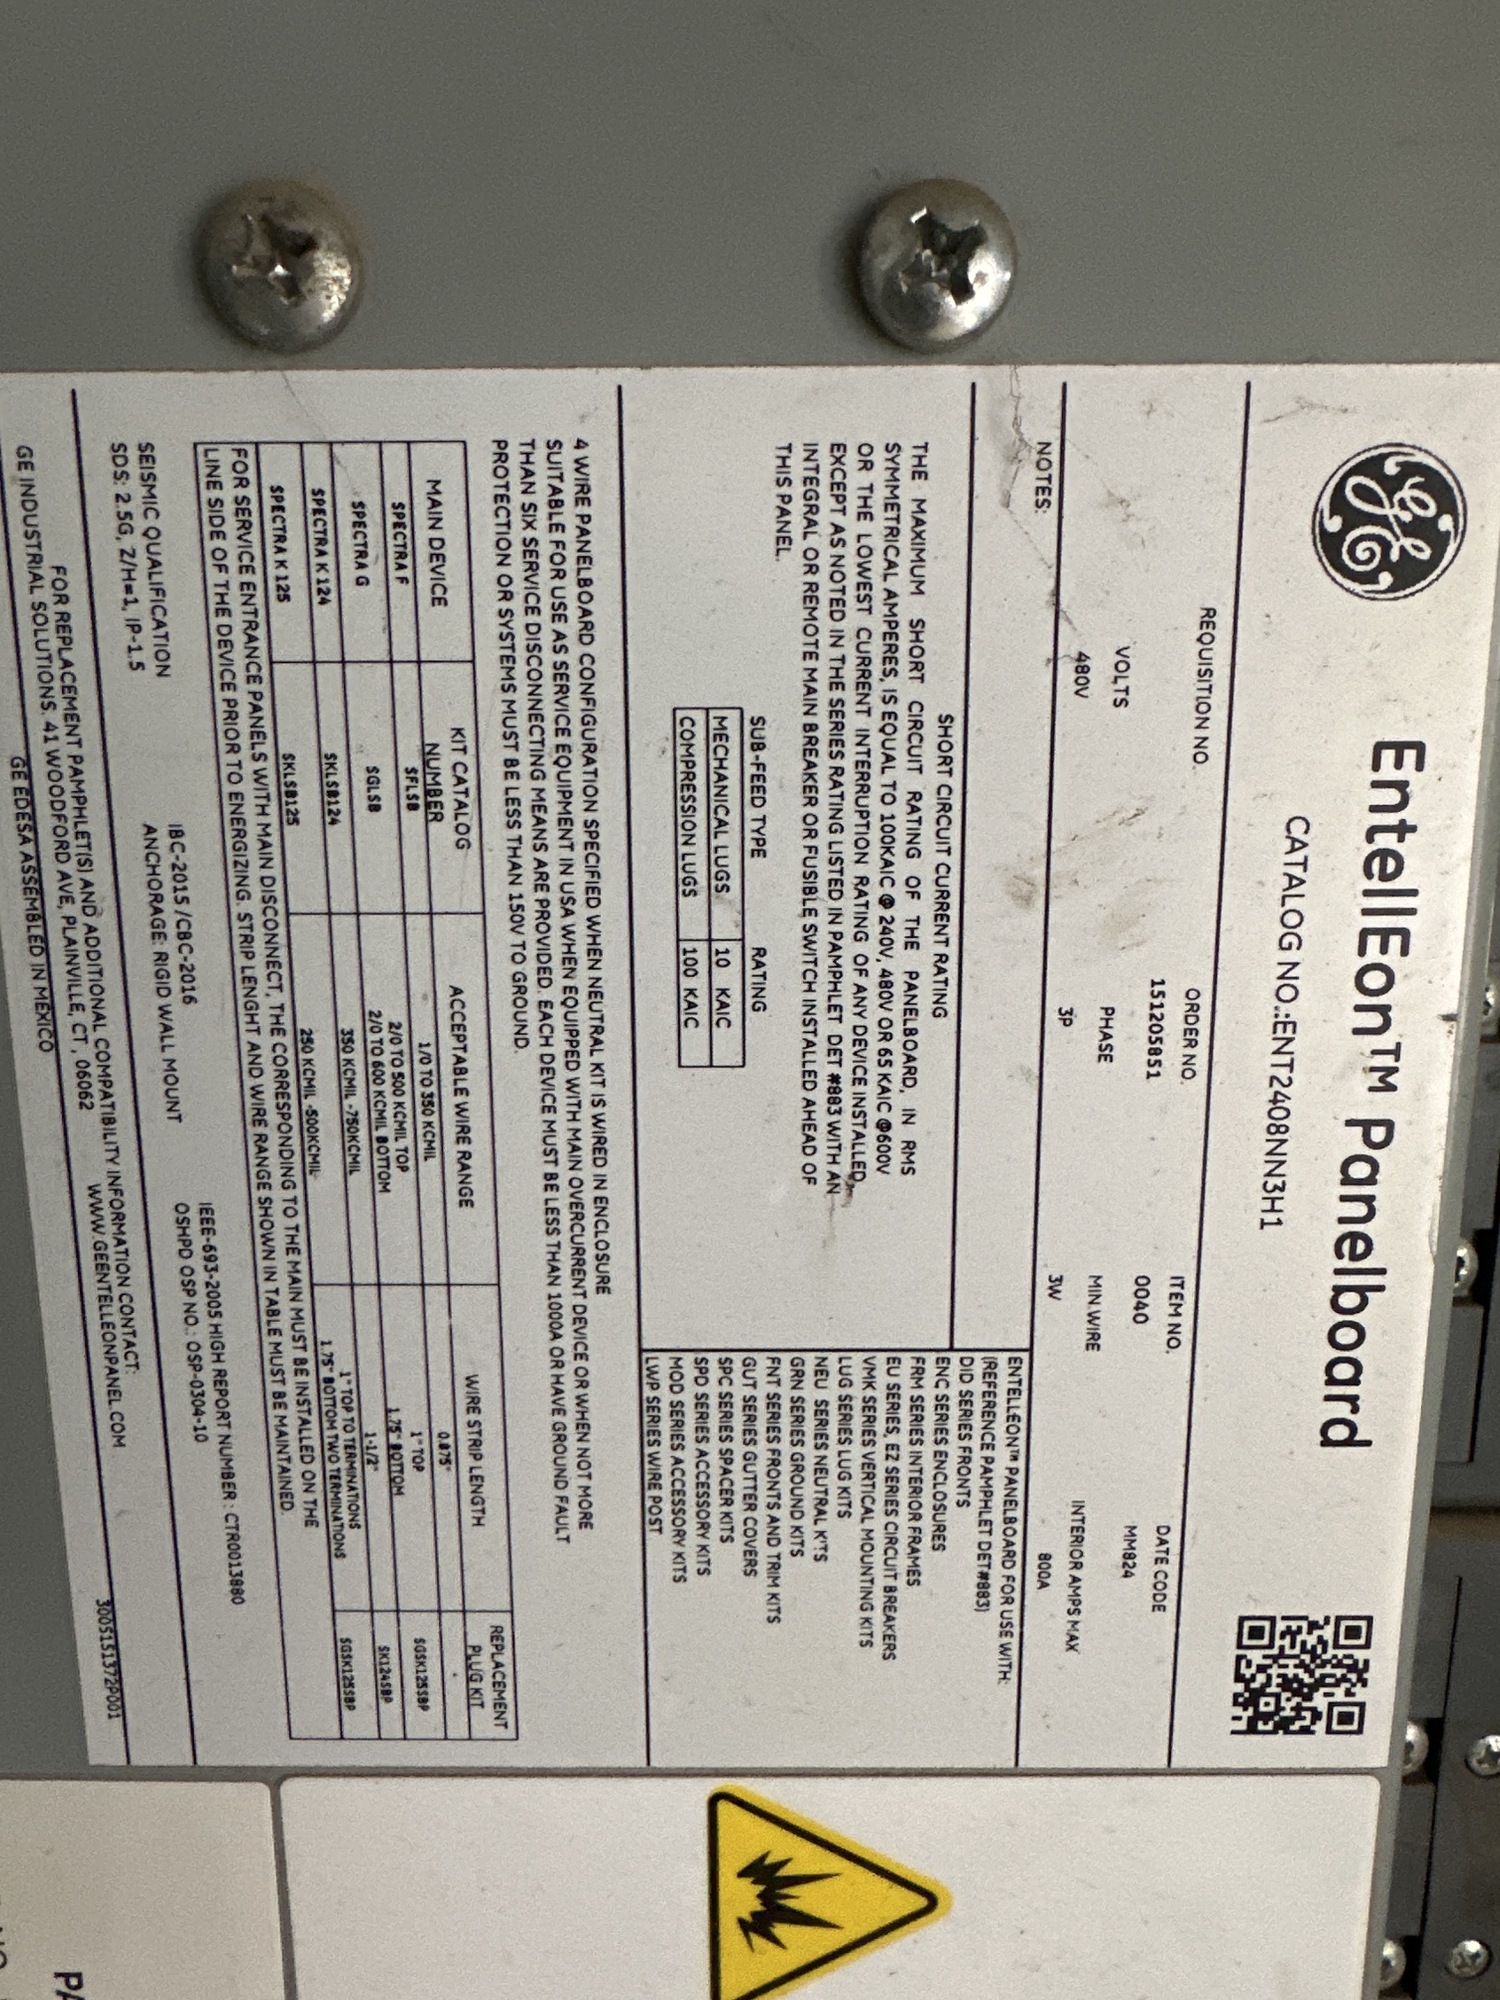 EntellEon™ Panelboard
CATALOG NO.:ENT2408NN3H1
REQUISITION NO. ORDER NO. ITEM NO. DATE CODE
151205851 0040 MM824
VOLTS PHASE MIN.WIRE INTERIOR AMPS MAX
480V 3P 3W 800A
NOTES:
SHORT CIRCUIT CURRENT RATING
THE MAXIMUM SHORT CIRCUIT RATING OF THE PANELBOARD, IN RMS
SYMMETRICAL AMPERES, IS EQUAL TO 100KAIC @ 240V, 480V OR 65 KAIC @600V
OR THE LOWEST CURRENT INTERRUPTION RATING OF ANY DEVICE INSTALLED,
EXCEPT AS NOTED IN THE SERIES RATING LISTED IN PAMPHLET DET #883 WITH AN
INTEGRAL OR REMOTE MAIN BREAKER OR FUSIBLE SWITCH INSTALLED AHEAD OF
THIS PANEL.
SUB-FEED TYPE RATING
MECHANICAL LUGS 10 KAIC
COMPRESSION LUGS 100 KAIC
ENTELLEON™ PANELBOARD FOR USE WITH:
(REFERENCE PAMPHLET DET#883)
DID SERIES FRONTS
ENC SERIES ENCLOSURES
FRM SERIES INTERIOR FRAMES
EU SERIES, EZ SERIES CIRCUIT BREAKERS
VMK SERIES VERTICAL MOUNTING KITS
LUG SERIES LUG KITS
NEU SERIES NEUTRAL KITS
GRN SERIES GROUND KITS
FNT SERIES FRONTS AND TRIM KITS
GUT SERIES GUTTER COVERS
SPC SERIES SPACER KITS
SPD SERIES ACCESSORY KITS
MOD SERIES ACCESSORY KITS
LWP SERIES WIRE POST
4 WIRE PANELBOARD CONFIGURATION SPECIFIED WHEN NEUTRAL KIT IS WIRED IN ENCLOSURE
SUITABLE FOR USE AS SERVICE EQUIPMENT IN USA WHEN EQUIPPED WITH MAIN OVERCURRENT DEVICE OR WHEN NOT MORE
THAN SIX SERVICE DISCONNECTING MEANS ARE PROVIDED. EACH DEVICE MUST BE LESS THAN 1000A OR HAVE GROUND FAULT
PROTECTION OR SYSTEMS MUST BE LESS THAN 150V TO GROUND.
MAIN DEVICE KIT CATALOG NUMBER ACCEPTABLE WIRE RANGE WIRE STRIP LENGTH REPLACEMENT PLUG KIT
SPECTRA F SFLSB 1/0 TO 350 KCMIL 0.875"
SPECTRA G SGLSB 2/0 TO 500 KCMIL TOP 1" TOP SGSK125SBP
2/0 TO 600 KCMIL BOTTOM 1.75" BOTTOM
SPECTRA K 124 SKLSB124 350 KCMIL -750KCMIL 1-1/2" SK124SBP
SPECTRA K 125 SKLSB125 250 KCMIL -500KCMIL 1" TOP TO TERMINATIONS SGSK125SBP
1.75" BOTTOM TWO TERMINATIONS
FOR SERVICE ENTRANCE PANELS WITH MAIN DISCONNECT, THE CORRESPONDING TO THE MAIN MUST BE INSTALLED ON THE
LINE SIDE OF THE DEVICE PRIOR TO ENERGIZING. STRIP LENGHT AND WIRE RANGE SHOWN IN TABLE MUST BE MAINTAINED.
SEISMIC QUALIFICATION IBC-2015 /CBC-2016 IEEE-693-2005 HIGH REPORT NUMBER : CTR0013880
SDS: 2.5G, Z/H=1, IP-1.5 ANCHORAGE: RIGID WALL MOUNT OSHPD OSP NO.: OSP-0304-10
FOR REPLACEMENT PAMPHLET(S) AND ADDITIONAL COMPATIBILITY INFORMATION CONTACT:
GE INDUSTRIAL SOLUTIONS. 41 WOODFORD AVE, PLAINVILLE, CT , 06062 WWW.GEENTELLEONPANEL.COM
GE EDESA ASSEMBLED IN MEXICO 3005151372P001